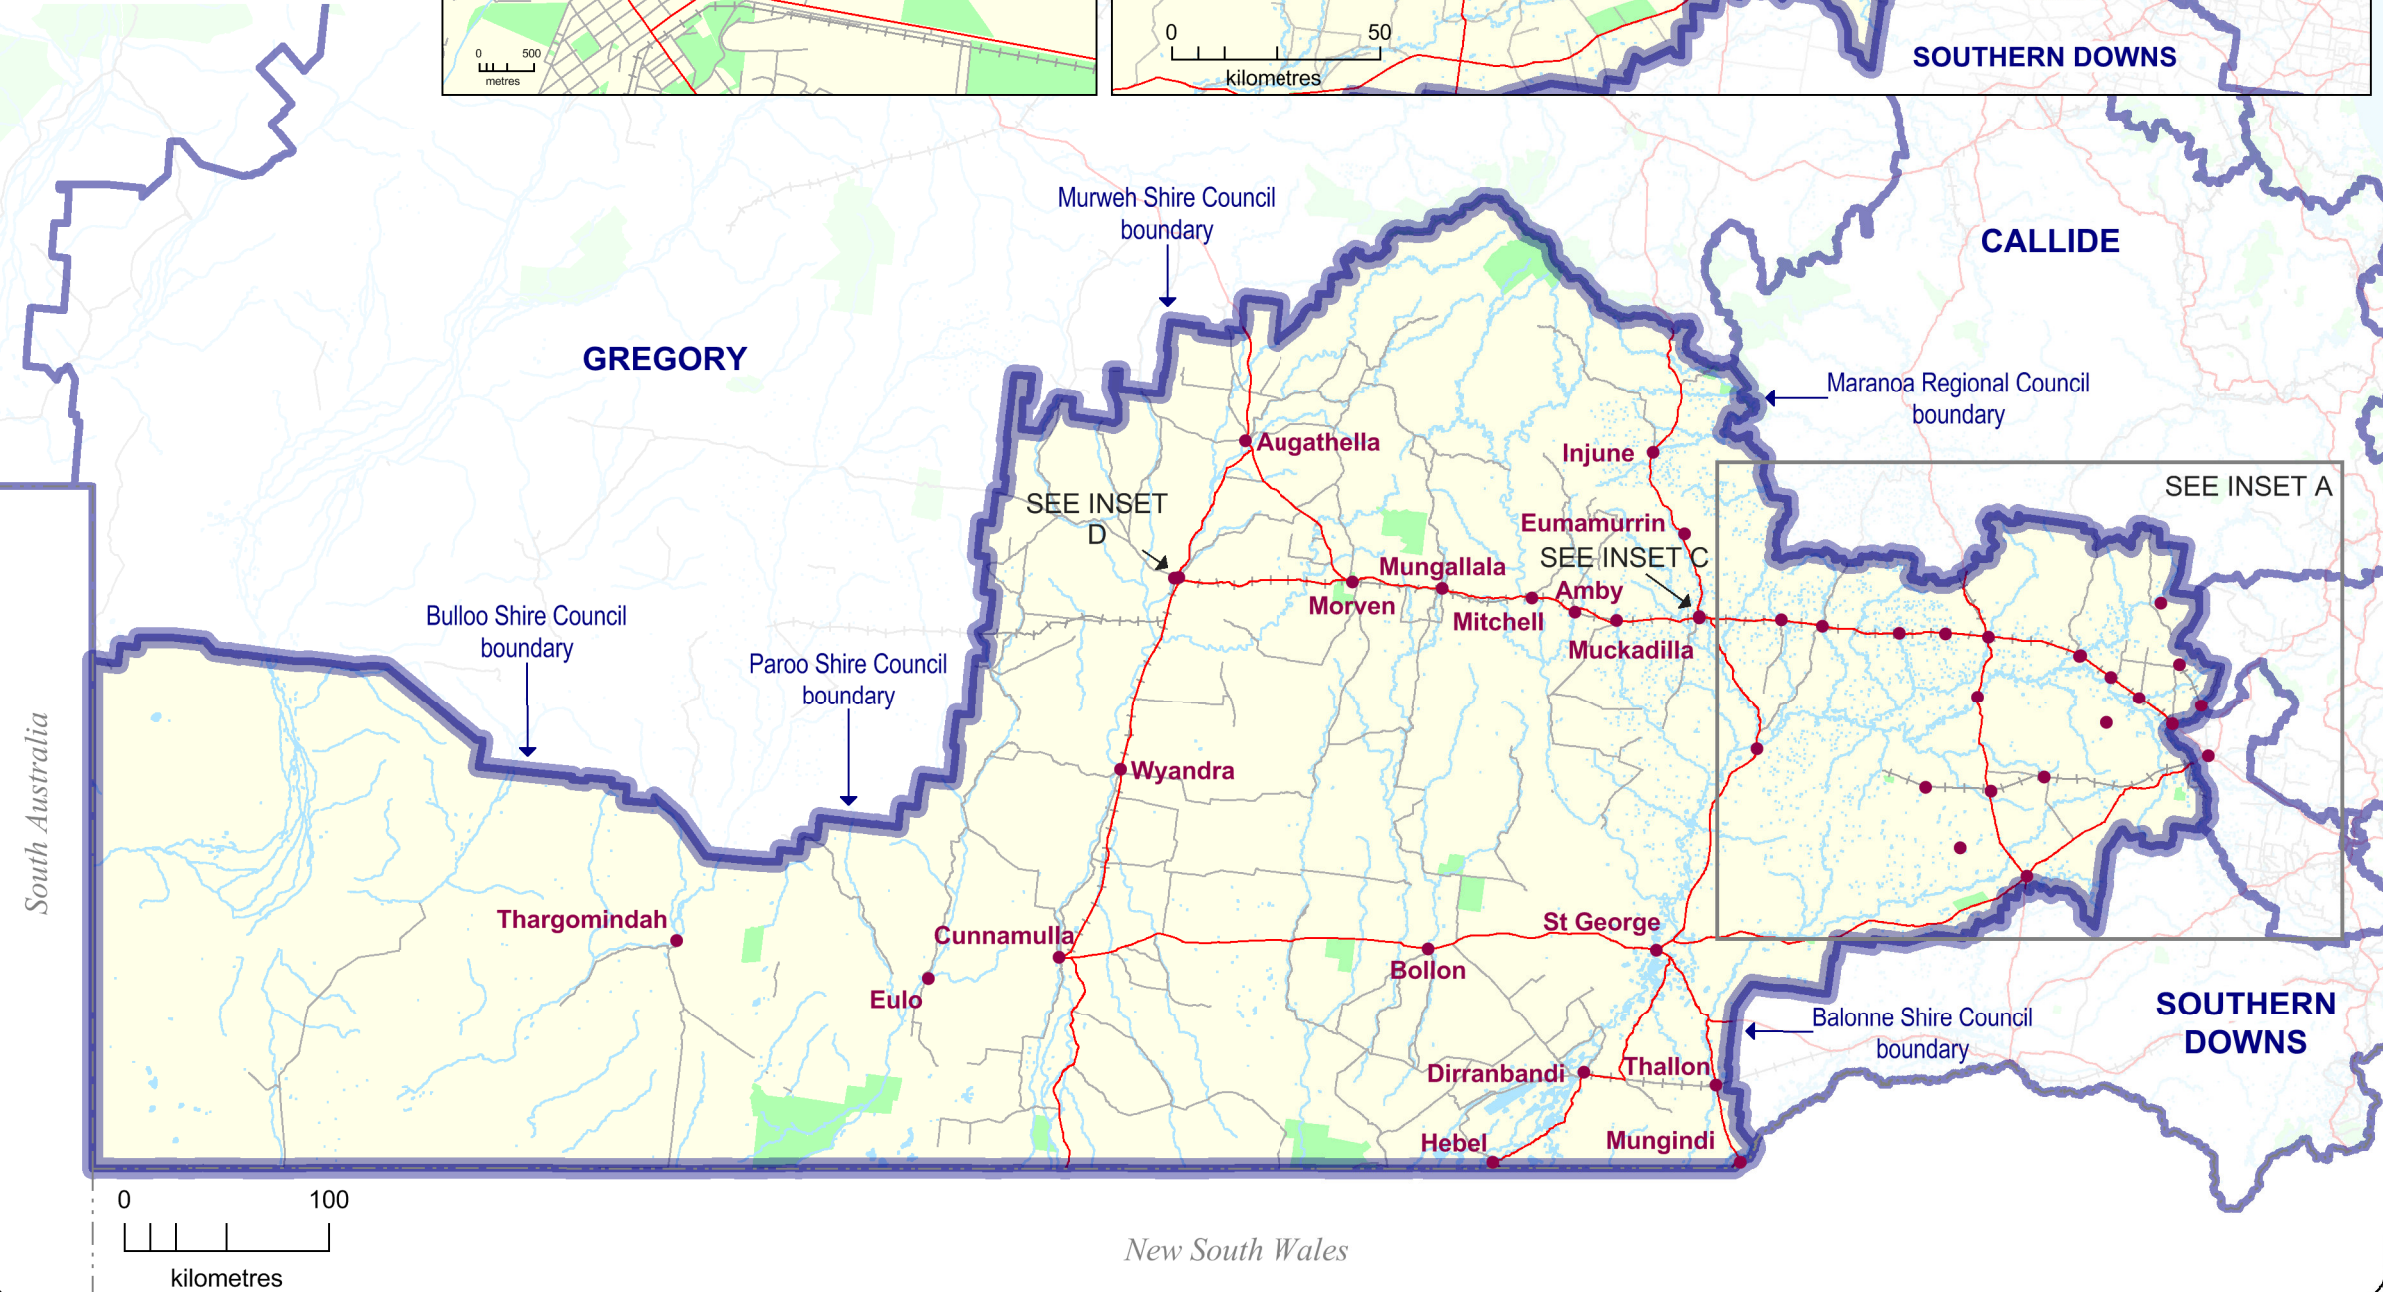 0 500
metres
0 50
kilometres
SOUTHERN DOWNS
Murweh Shire Council
boundary
CALLIDE
GREGORY
Maranoa Regional Council
boundary
Augathella
Injune
SEE INSET A
SEE INSET
D
Eumamurrin
SEE INSET C
Mungallala
Amby
Morven
Mitchell
Muckadilla
Bulloo Shire Council
boundary
Paroo Shire Council
boundary
South Australia
Wyandra
Thargomindah
Cunnamulla
St George
Bollon
Eulo
SOUTHERN
DOWNS
Balonne Shire Council
boundary
Dirranbandi
Thallon
Hebel
Mungindi
0 100
kilometres
New South Wales